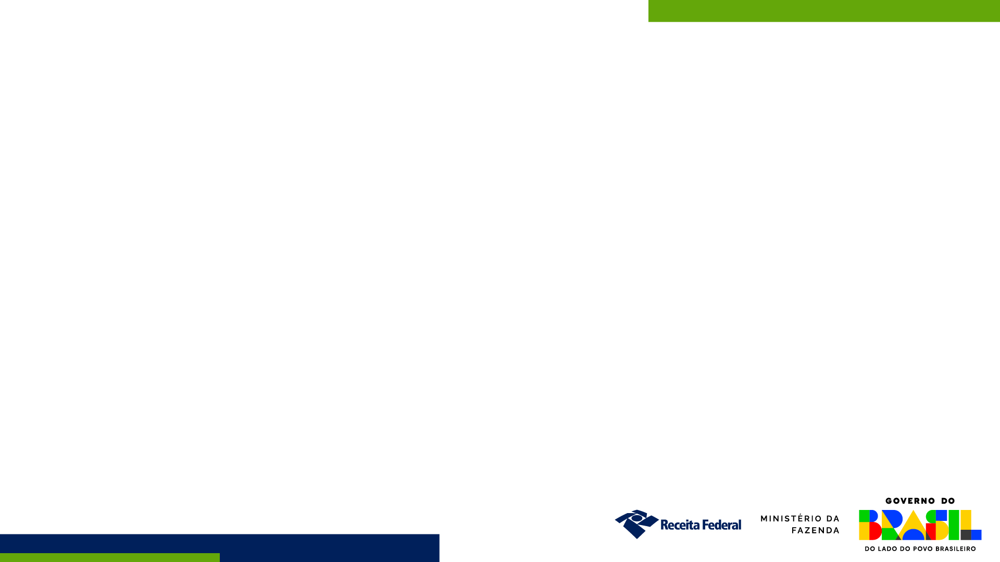 Receita Federal
MINISTÉRIO DA
FAZENDA
GOVERNO DO
BRASIL
DO LADO DO POVO BRASILEIRO